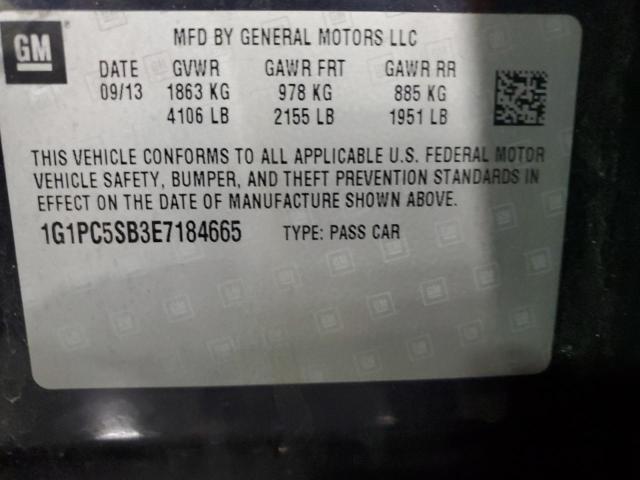 GM
MFD BY GENERAL MOTORS LLC
DATE GVWR GAWR FRT GAWR RR
09/13 1863 KG 978 KG 885 KG
4106 LB 2155 LB 1951 LB
THIS VEHICLE CONFORMS TO ALL APPLICABLE U.S. FEDERAL MOTOR
VEHICLE SAFETY, BUMPER, AND THEFT PREVENTION STANDARDS IN
EFFECT ON THE DATE OF MANUFACTURE SHOWN ABOVE.
1G1PC5SB3E7184665 TYPE: PASS CAR